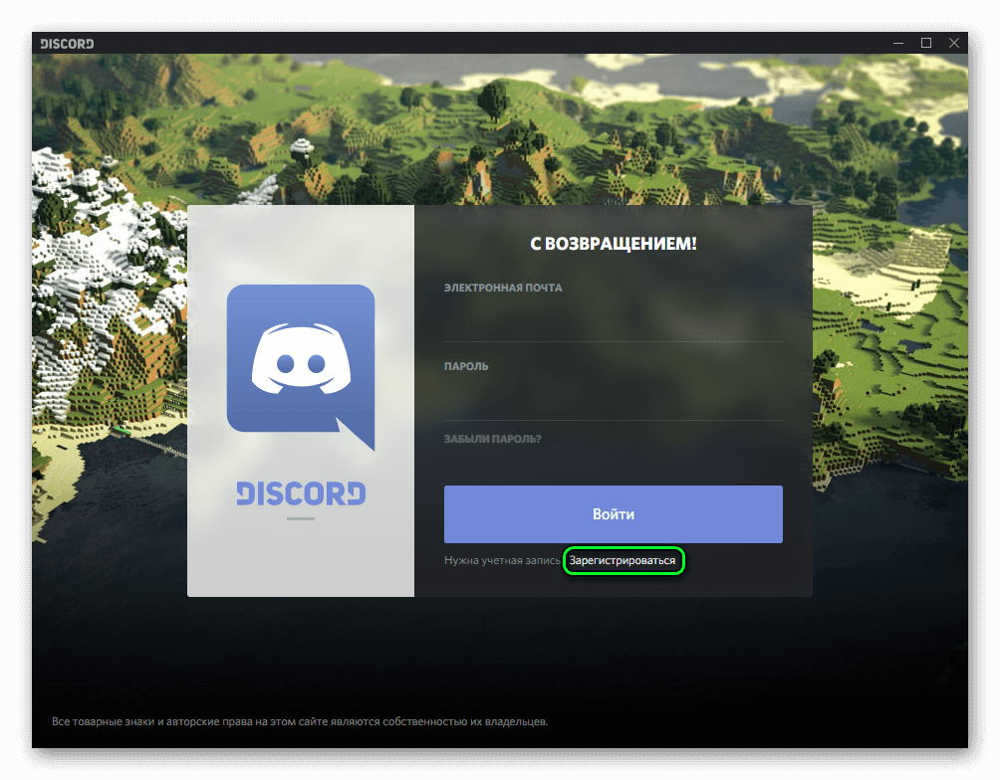 DISCORD
С ВОЗВРАЩЕНИЕМ!
ЭЛЕКТРОННАЯ ПОЧТА
ПАРОЛЬ
ЗАБЫЛИ ПАРОЛЬ?
DISCORD
Войти
Нужна учетная запись Зарегистрироваться
Все товарные знаки и авторские права на этом сайте являются собственностью их владельцев.